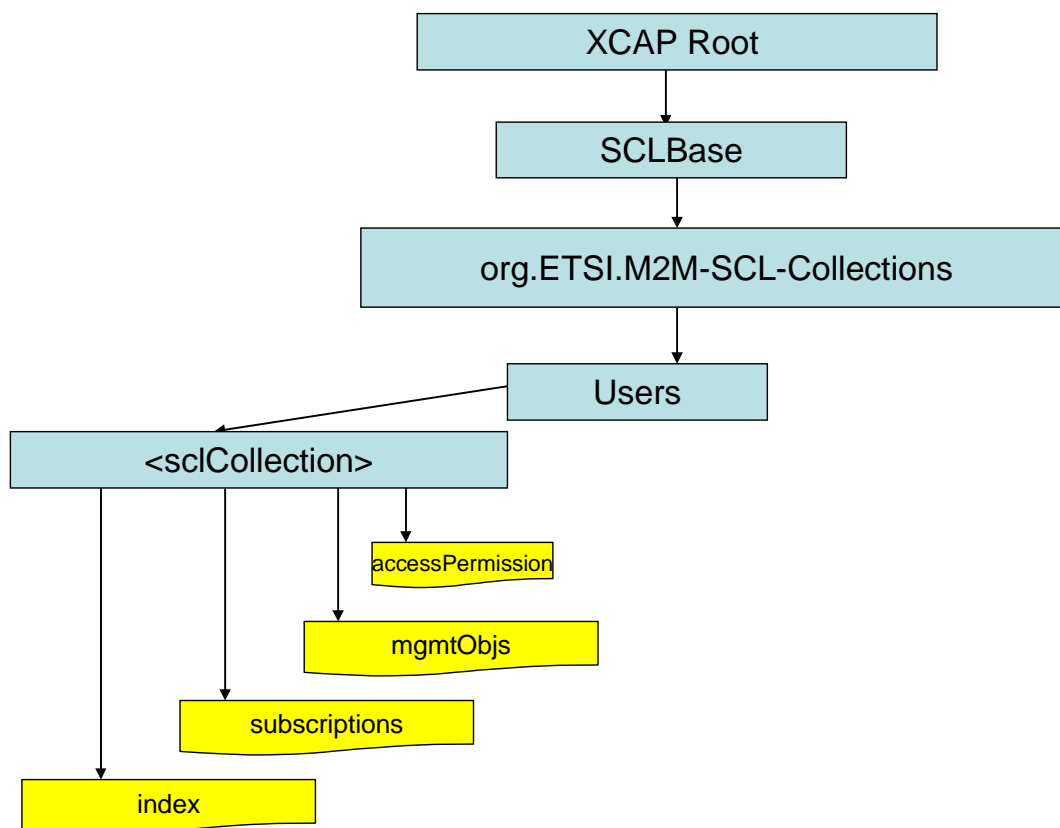 XCAP Root
SCLBase
org.ETSI.M2M-SCL-Collections
Users
<sclCollection>
accessPermission
mgmtObjs
subscriptions
index